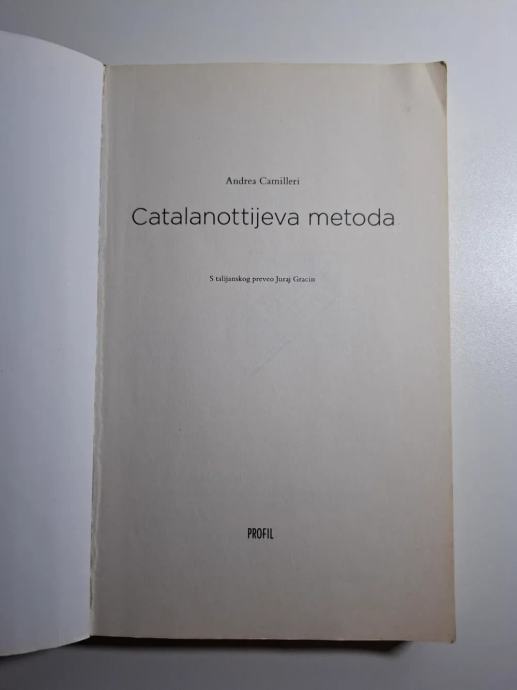 Andrea Camilleri
Catalanottijeva metoda
S talijanskog preveo Juraj Gracin
PROFIL